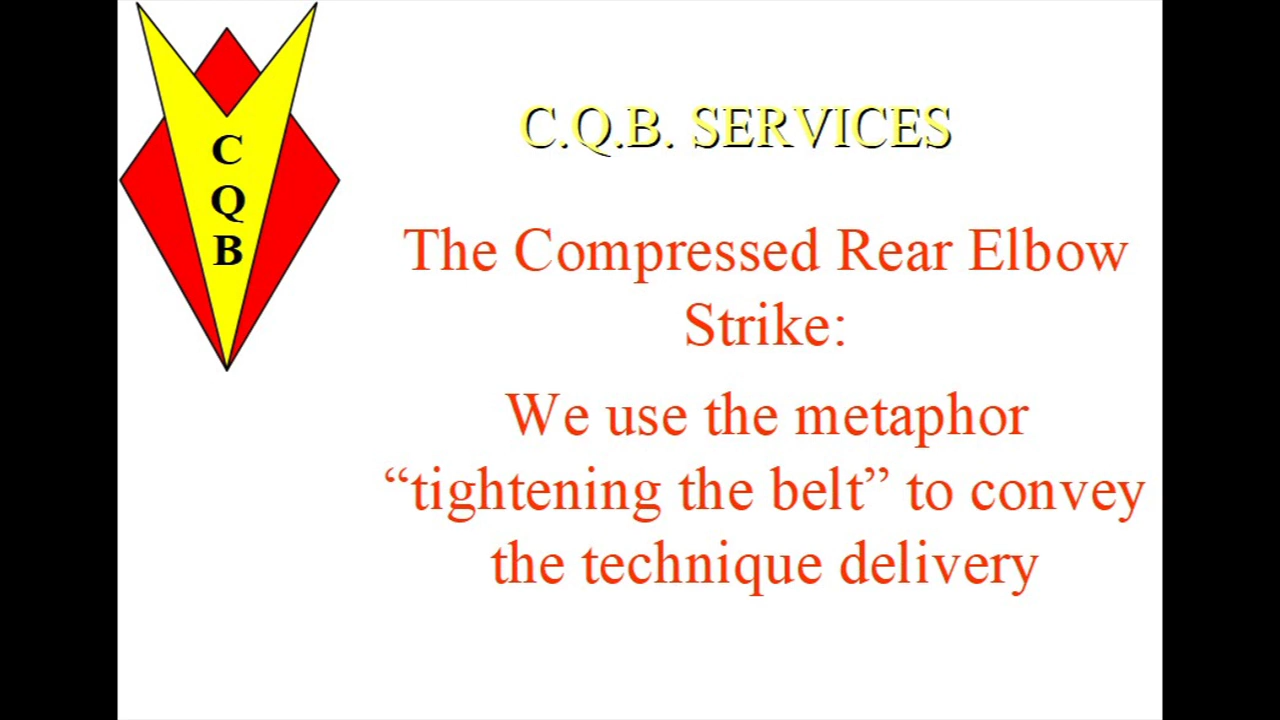 C
Q
B
C.Q.B. SERVICES
The Compressed Rear Elbow
Strike:
We use the metaphor
“tightening the belt” to convey
the technique delivery